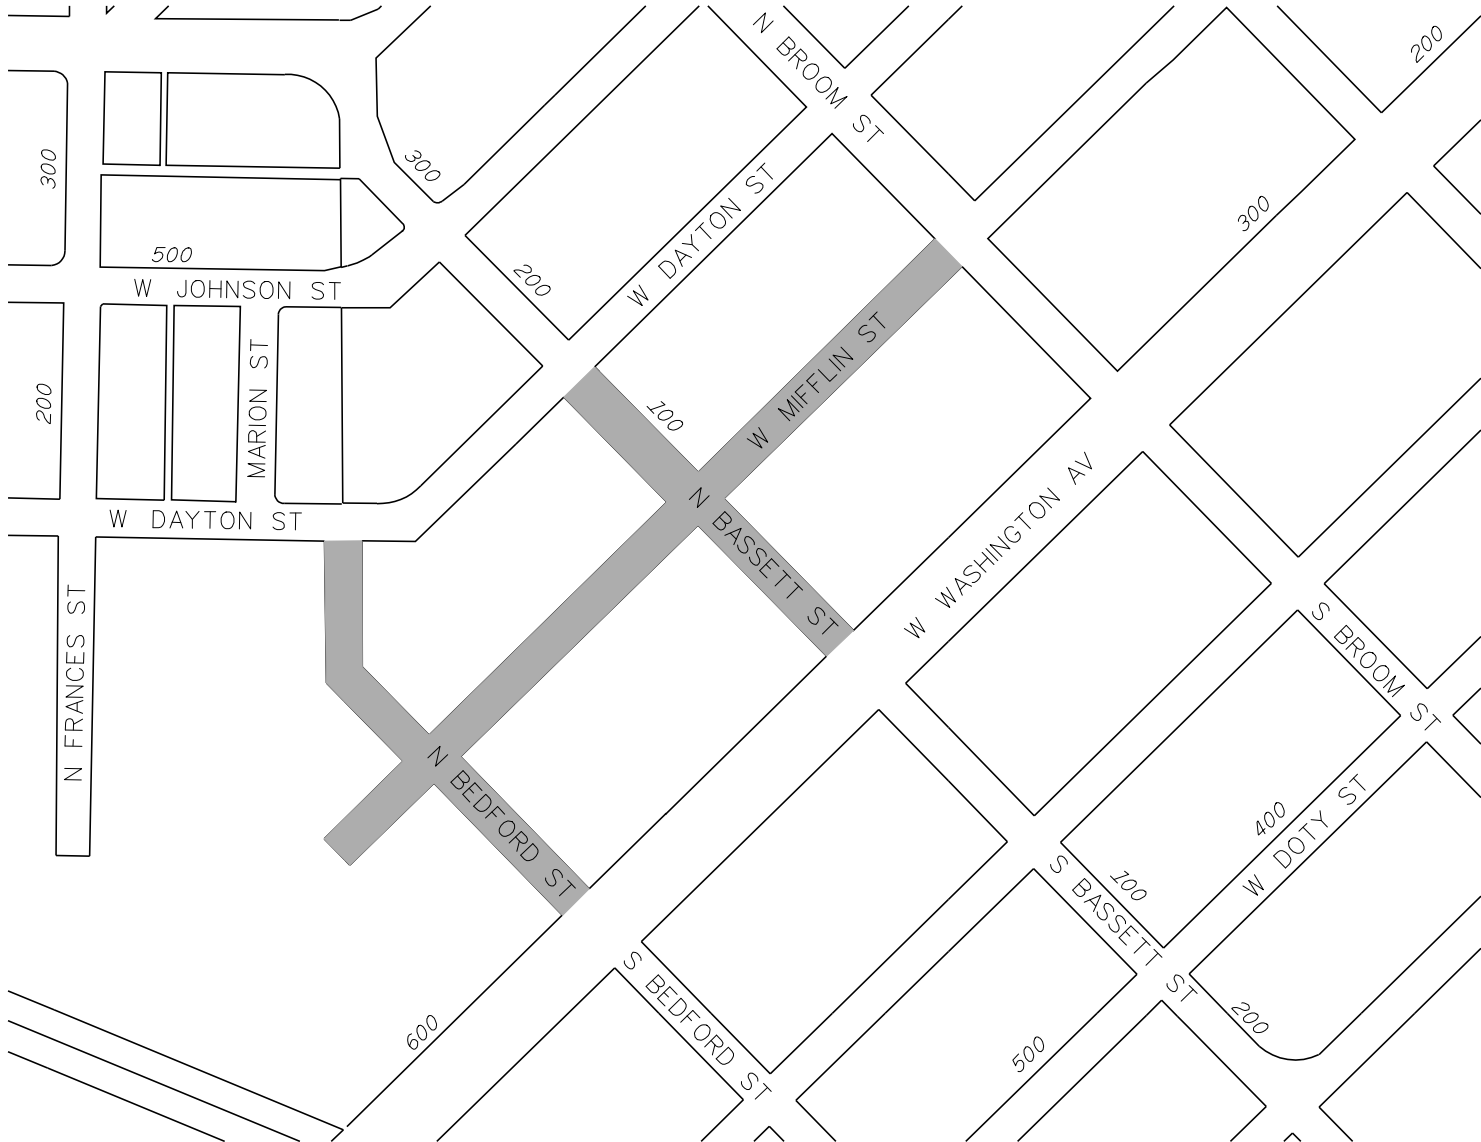 N BROOM ST
200
300
300
W DAYTON ST
300
500
200
W JOHNSON ST
W MIFFLIN ST
MARION ST
200
100
W WASHINGTON AV
W DAYTON ST
N BASSETT ST
N FRANCES ST
S BROOM ST
N BEDFORD ST
400
W DOTY ST
100
S BASSETT ST
200
600
S BEDFORD ST
500